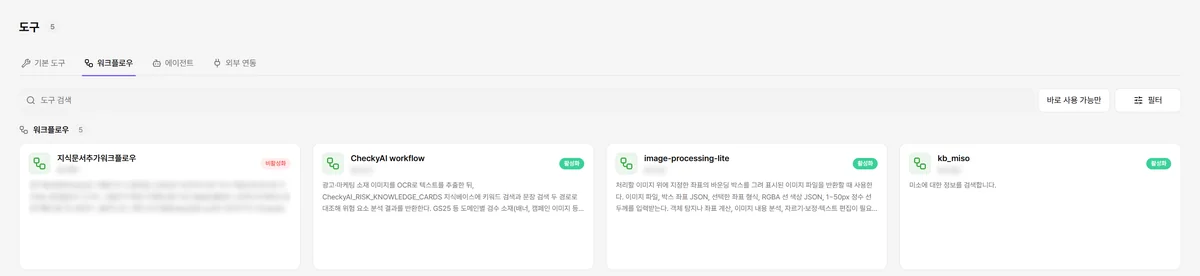 도구 5
기본 도구 워크플로우 에이전트 외부 연동
도구 검색 바로 사용 가능만 필터
워크플로우 5
지식문서추가워크플로우 비활성화
CheckyAI workflow 활성화
광고·마케팅 소재 이미지를 OCR로 텍스트를 추출한 뒤,
CheckyAI_RISK_KNOWLEDGE_CARDS 지식베이스에 키워드 검색과 문장 검색 두 경로로
대조해 위험 요소 분석 결과를 반환한다. GS25 등 도메인별 검수 소재(배너, 캠페인 이미지 등...
image-processing-lite 활성화
처리할 이미지 위에 지정한 좌표의 바운딩 박스를 그려 표시된 이미지 파일을 반환할 때 사용한
다. 이미지 파일, 박스 좌표 JSON, 선택한 좌표 형식, RGBA 선 색상 JSON, 1~50px 정수 선
두께를 입력받는다. 객체 탐지나 좌표 계산, 이미지 내용 분석, 자르기·보정·텍스트 편집이 필요...
kb_miso 활성화
미소에 대한 정보를 검색합니다.